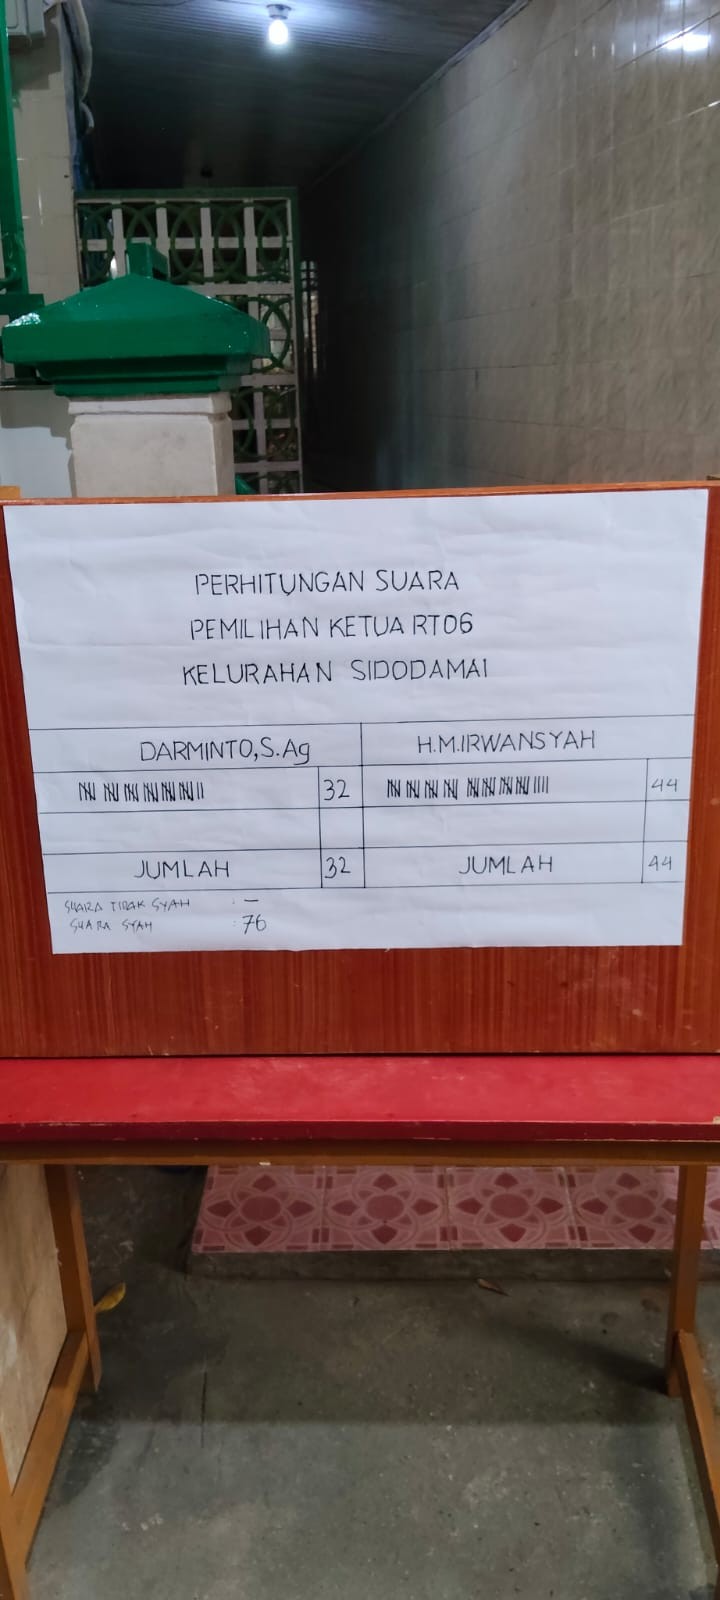 PERHITUNGAN SUARA
PEMILIHAN KETUA RT06
KELURAHAN SIDODAMAI
DARMINTO, S.Ag H.M.IRWANSYAH
32 44
JUMLAH 32 JUMLAH 44
SUARA TIDAK SYAH : –
SUARA SYAH : 76